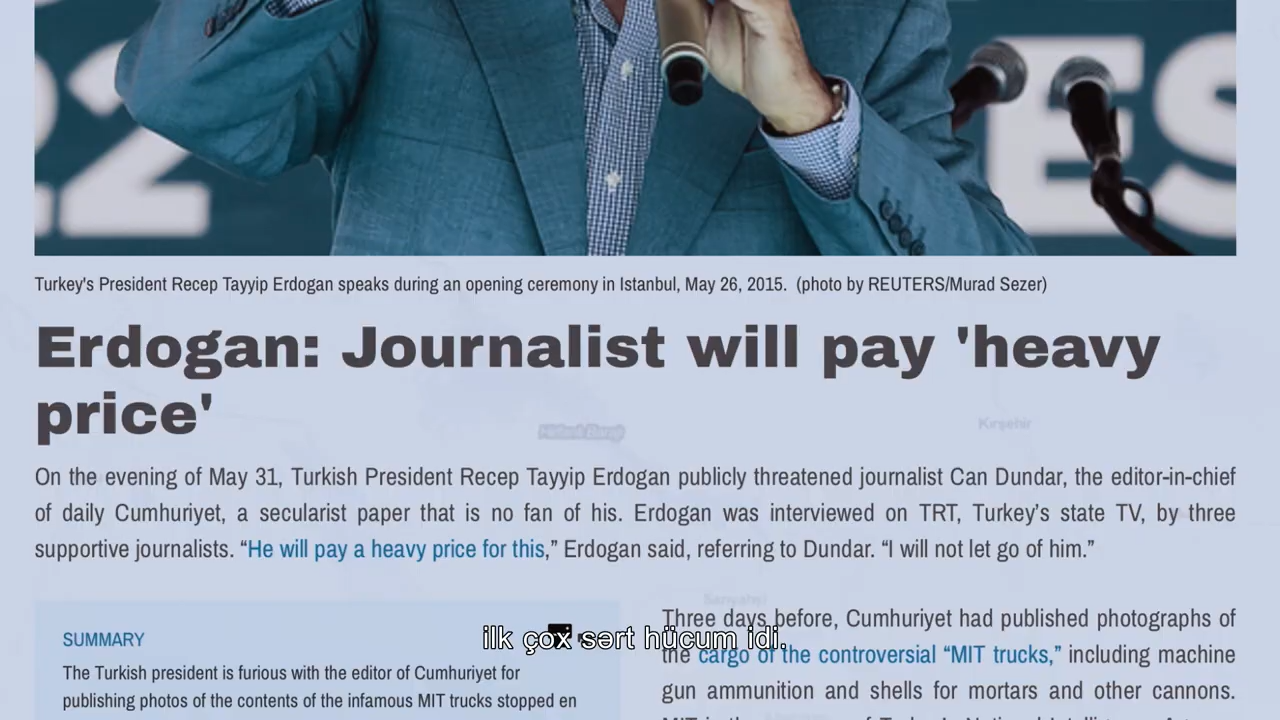 22
ES
Turkey's President Recep Tayyip Erdogan speaks during an opening ceremony in Istanbul, May 26, 2015. (photo by REUTERS/Murad Sezer)
Erdogan: Journalist will pay 'heavy
price'
Hirfanlı Barajı
Kırşehir
On the evening of May 31, Turkish President Recep Tayyip Erdogan publicly threatened journalist Can Dundar, the editor-in-chief
of daily Cumhuriyet, a secularist paper that is no fan of his. Erdogan was interviewed on TRT, Turkey’s state TV, by three
supportive journalists. “He will pay a heavy price for this,” Erdogan said, referring to Dundar. “I will not let go of him.”
Sarıyahşi
SUMMARY
The Turkish president is furious with the editor of Cumhuriyet for
publishing photos of the contents of the infamous MIT trucks stopped en
Three days before, Cumhuriyet had published photographs of
the cargo of the controversial “MIT trucks,” including machine
gun ammunition and shells for mortars and other cannons.
ilk çox sərt hücum idi.